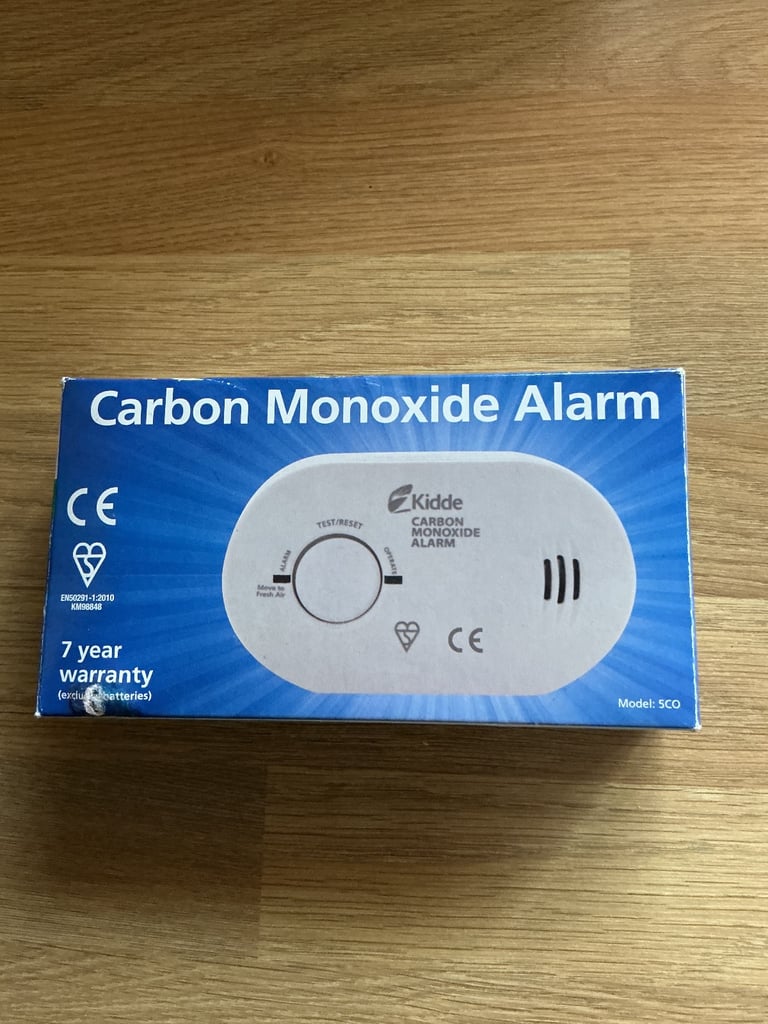 Carbon Monoxide Alarm
CE
EN50291-1:2010
KM98848
7 year
warranty
(exclu batteries)
Kidde
CARBON
MONOXIDE
ALARM
TEST/RESET
ALARM
OPERATE
Move to
Fresh Air
CE
Model: 5CO